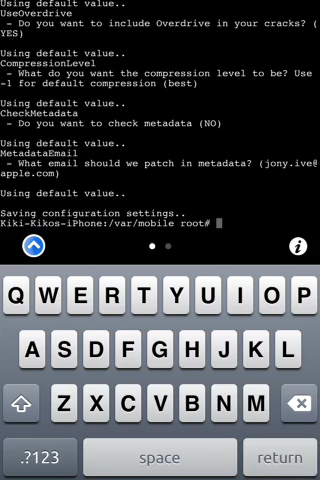 Using default value..
UseOverdrive
 - Do you want to include Overdrive in your cracks? (
YES)
Using default value..
CompressionLevel
 - What do you want the compression level to be? Use
-1 for default compression (best)
Using default value..
CheckMetadata
 - Do you want to check metadata (NO)
Using default value..
MetadataEmail
 - What email should we patch in metadata? (jony.ive@
apple.com)
Using default value..
Saving configuration settings..
Kiki-Kikos-iPhone:/var/mobile root#
i
Q W E R T Y U I O P
A S D F G H J K L
Z X C V B N M
.?123 space return